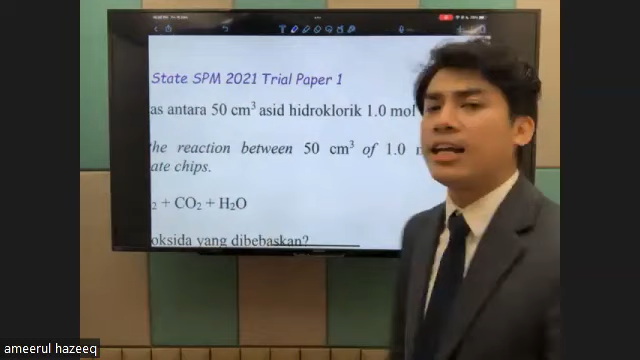 State SPM 2021 Trial Paper 1
as antara 50 cm³ asid hidroklorik 1.0 mol
the reaction between 50 cm³ of 1.0
ate chips.
₂ + CO₂ + H₂O
oksida yang dibebaskan?
ameerul hazeeq